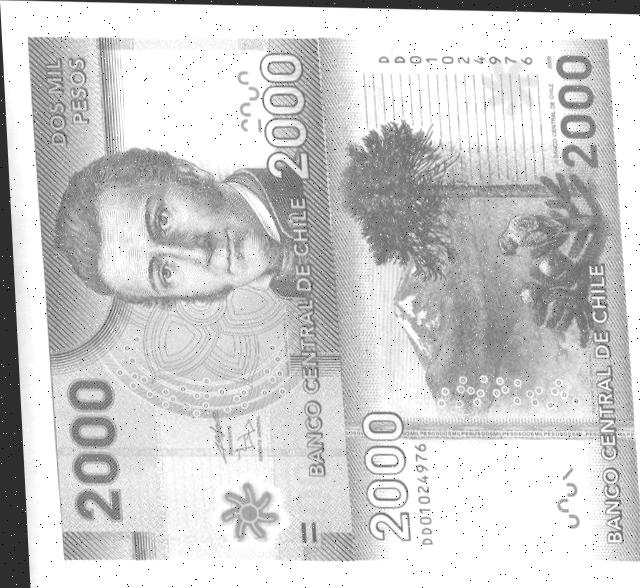 DOS MIL
PESOS
2000
2000
BANCO CENTRAL DE CHILE
DD01024976
© BANCO CENTRAL DE CHILE
2000
2000
DD01024976
BANCO CENTRAL DE CHILE